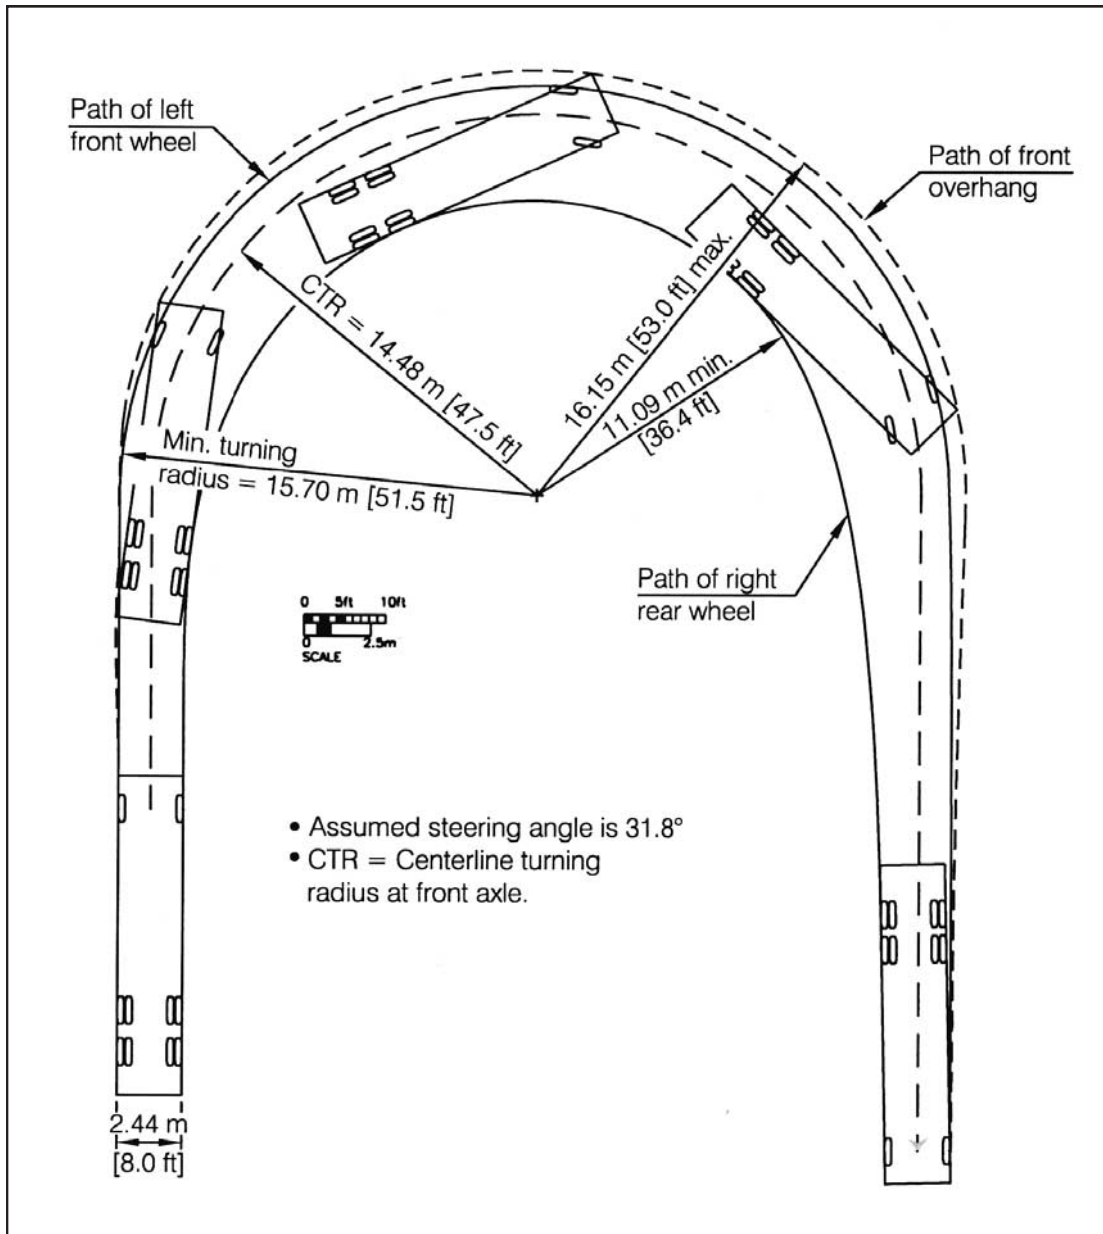 Path of left
front wheel
Path of front
overhang
CTR = 14.48 m [47.5 ft]
16.15 m [53.0 ft] max.
11.09 m min.
[36.4 ft]
Min. turning
radius = 15.70 m [51.5 ft]
Path of right
rear wheel
0 5ft 10ft
0 2.5m
SCALE
• Assumed steering angle is 31.8°
• CTR = Centerline turning
radius at front axle.
2.44 m
[8.0 ft]